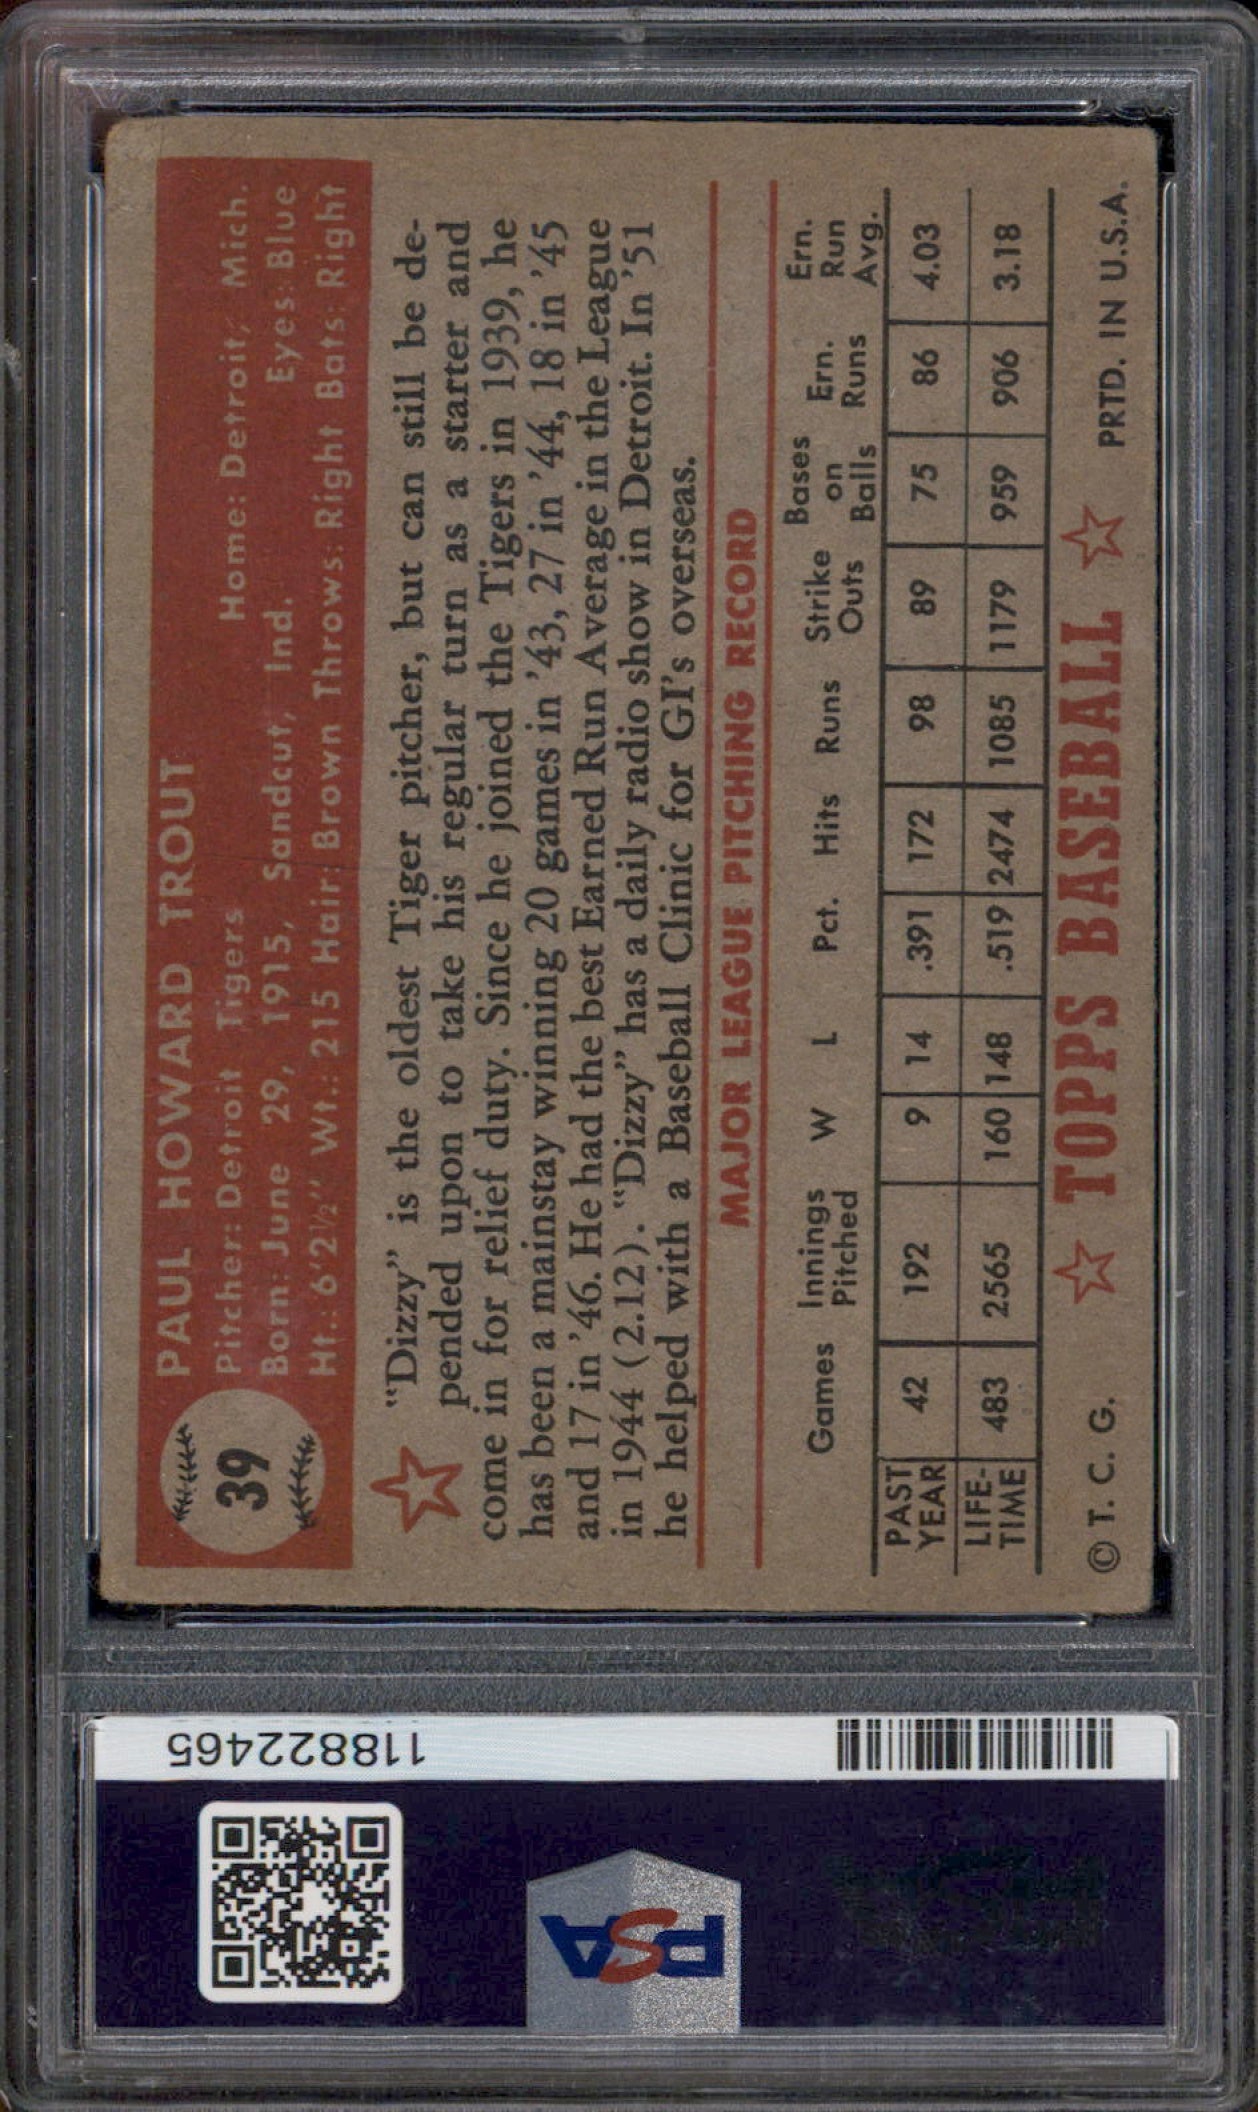 39
PAUL HOWARD TROUT
Pitcher: Detroit Tigers Home: Detroit, Mich.
Born: June 29, 1915, Sandcut, Ind. Eyes: Blue
Ht.: 6'2½" Wt.: 215 Hair: Brown Throws: Right Bats: Right
"Dizzy" is the oldest Tiger pitcher, but can still be de-
pended upon to take his regular turn as a starter and
come in for relief duty. Since he joined the Tigers in 1939, he
has been a mainstay winning 20 games in '43, 27 in '44, 18 in '45
and 17 in '46. He had the best Earned Run Average in the League
in 1944 (2.12). "Dizzy" has a daily radio show in Detroit. In '51
he helped with a Baseball Clinic for GI's overseas.
MAJOR LEAGUE PITCHING RECORD
Games Innings Pitched W L Pct. Hits Runs Strike Outs Bases on Balls Ern. Runs Ern. Run Avg.
PAST YEAR 42 192 9 14 .391 172 98 89 75 86 4.03
LIFE-TIME 483 2565 160 148 .519 2474 1085 1179 959 906 3.18
© T. C. G. TOPPS BASEBALL PRTD. IN U.S.A.
118822465
PSA